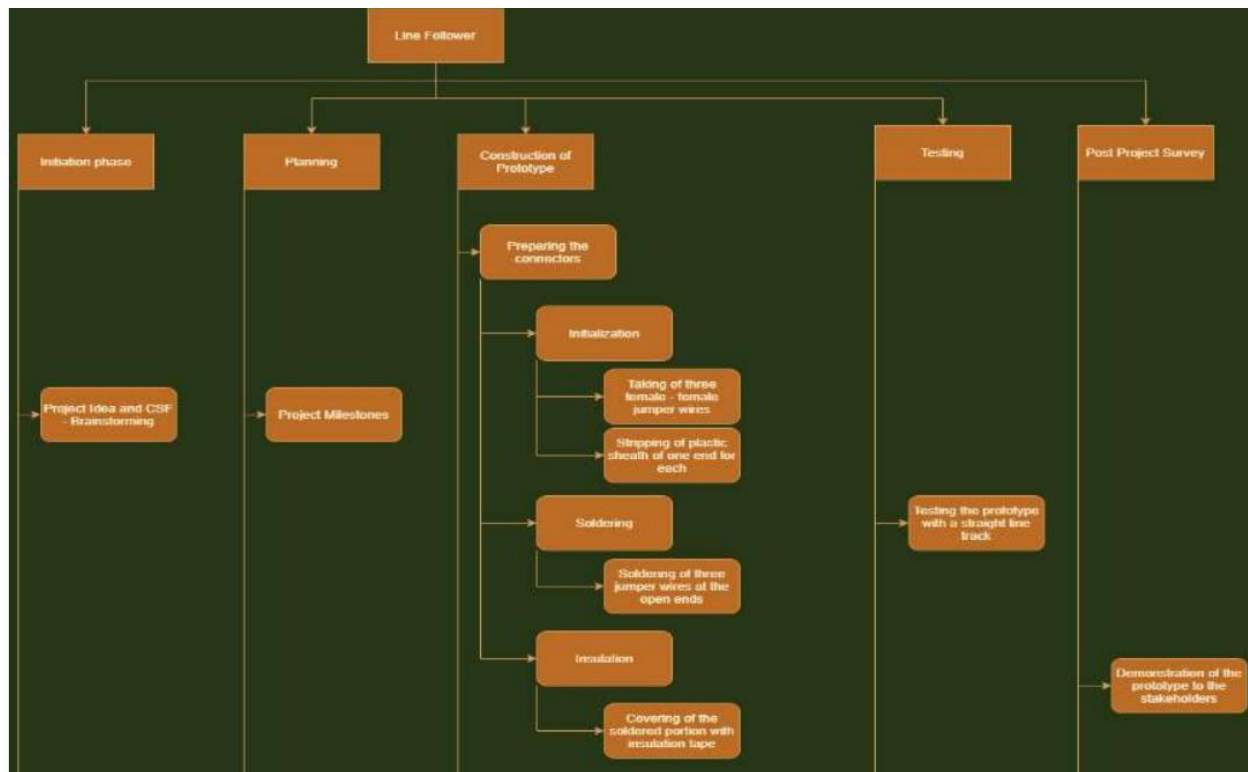 Line Follower
Initiation phase
Planning
Construction of
Prototype
Testing
Post Project Survey
Preparing the
connectors
Initialization
Taking of three
female - female
jumper wires
Project Idea and CSF
- Brainstorming
Project Milestones
Stripping of plastic
sheath of one end for
each
Soldering
Testing the prototype
with a straight line
track
Soldering of three
jumper wires at the
open ends
Insulation
Demonstration of the
prototype to the
stakeholders
Covering of the
soldered portion with
insulation tape